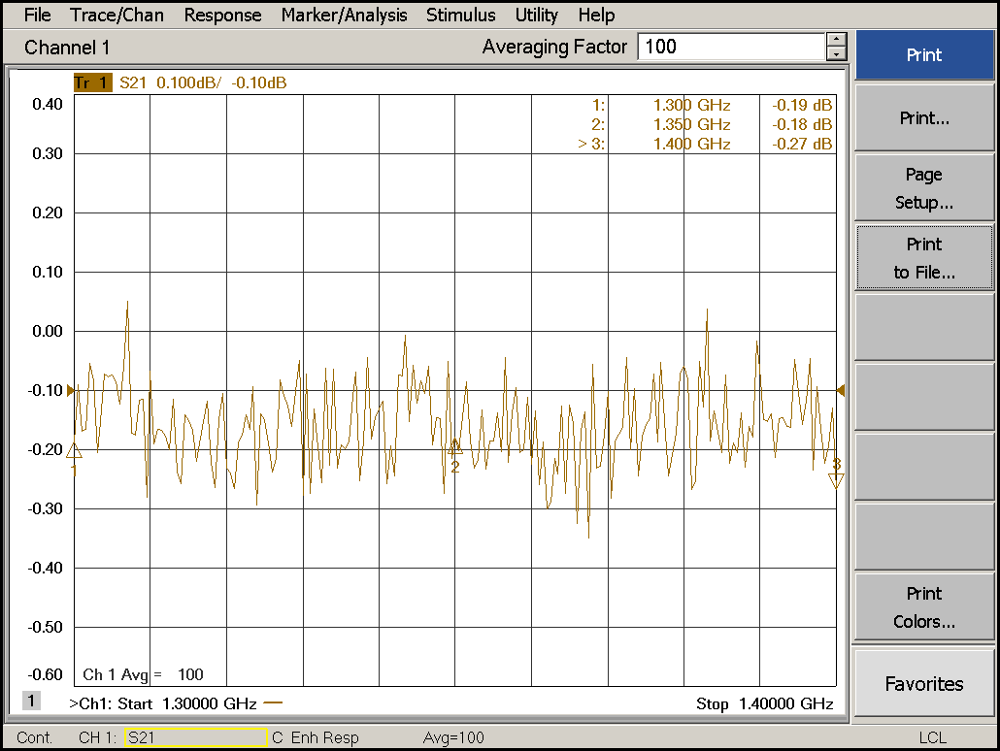 File Trace/Chan Response Marker/Analysis Stimulus Utility Help
Channel 1 Averaging Factor 100
Print
Print...
Page
Setup...
Print
to File...
Print
Colors...
Favorites
Tr 1 S21 0.100dB/ -0.10dB
1: 1.300 GHz -0.19 dB
2: 1.350 GHz -0.18 dB
> 3: 1.400 GHz -0.27 dB
0.40
0.30
0.20
0.10
0.00
-0.10
-0.20
-0.30
-0.40
-0.50
-0.60
2
3
Ch 1 Avg = 100
1 >Ch1: Start 1.30000 GHz Stop 1.40000 GHz
Cont. CH 1: S21 C Enh Resp Avg=100 LCL